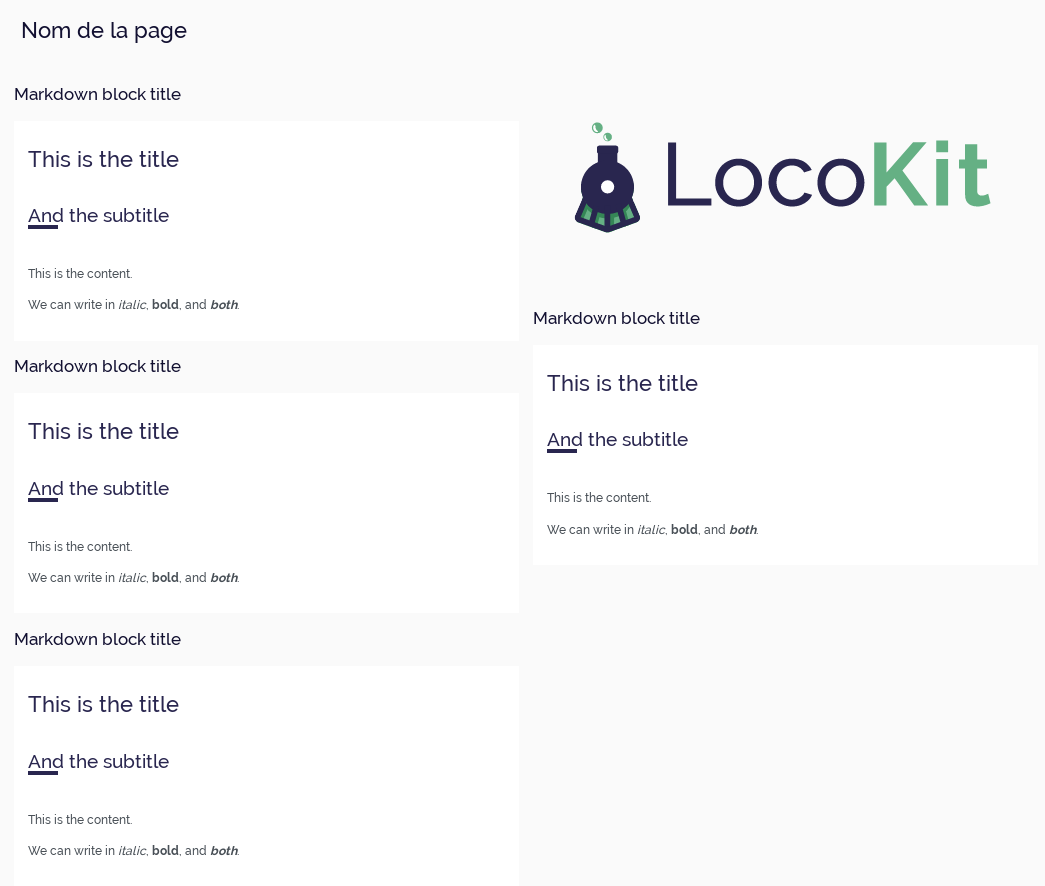 Nom de la page
Markdown block title
This is the title
And the subtitle
This is the content.
We can write in italic, bold, and both.
Markdown block title
This is the title
And the subtitle
This is the content.
We can write in italic, bold, and both.
Markdown block title
This is the title
And the subtitle
This is the content.
We can write in italic, bold, and both.
LocoKit
Markdown block title
This is the title
And the subtitle
This is the content.
We can write in italic, bold, and both.